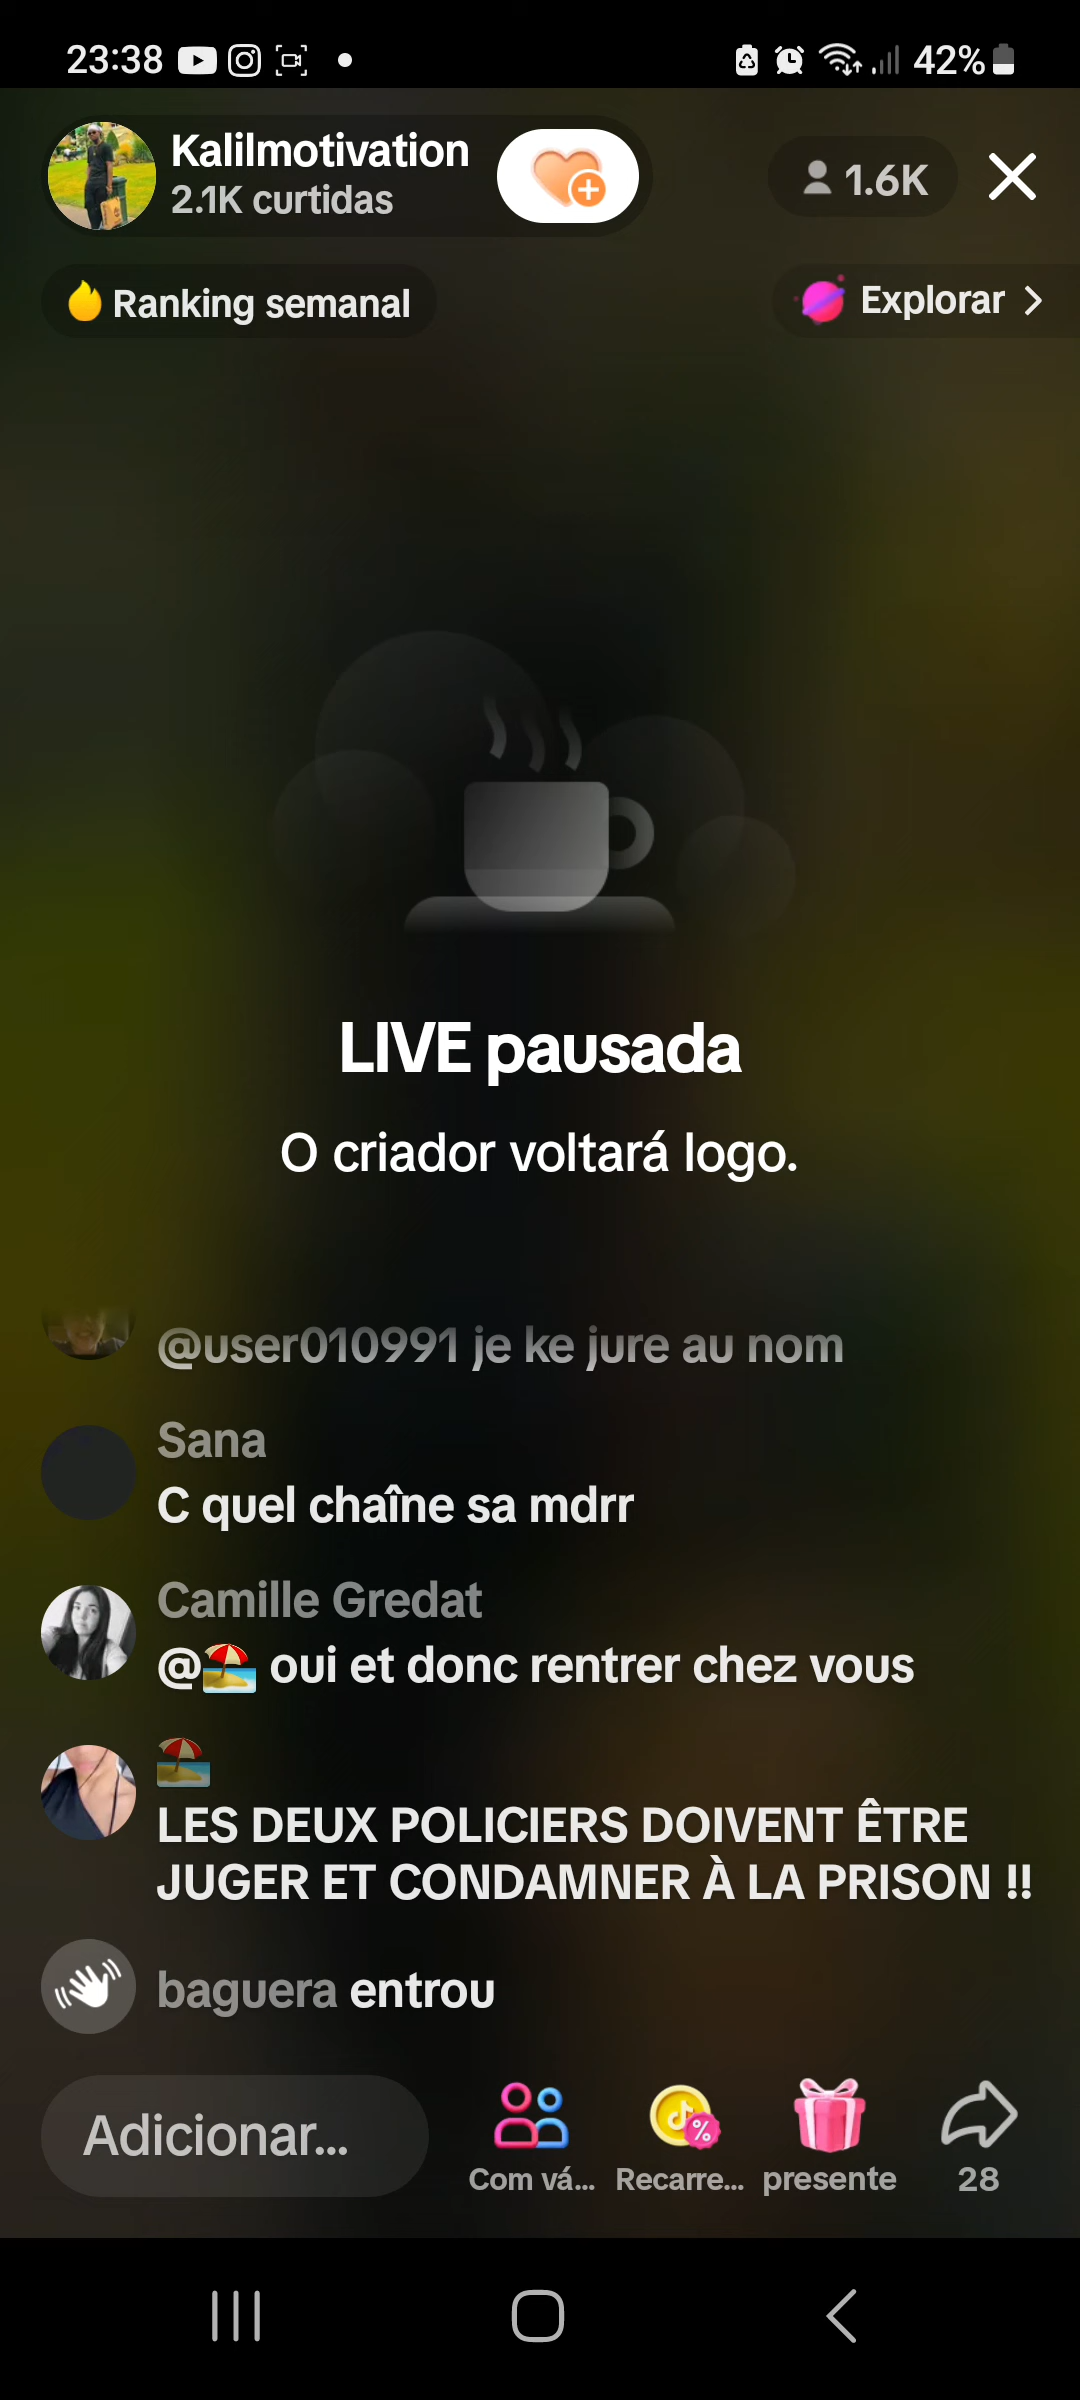 23:38
42%
Kalilmotivation
2.1K curtidas
1.6K
Ranking semanal
Explorar
LIVE pausada
O criador voltará logo.
@user010991 je ke jure au nom
Sana
C quel chaîne sa mdrr
Camille Gredat
@🏖️ oui et donc rentrer chez vous
🏖️
LES DEUX POLICIERS DOIVENT ÊTRE
JUGER ET CONDAMNER À LA PRISON !!
baguera entrou
Adicionar...
Com vá...
Recarre...
presente
28